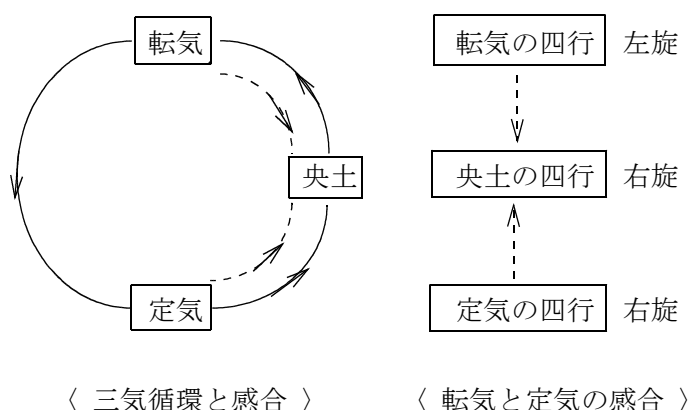 転気
央土
定気
〈 三気循環と感合 〉
転気の四行 左旋
央土の四行 右旋
定気の四行 右旋
〈 転気と定気の感合 〉